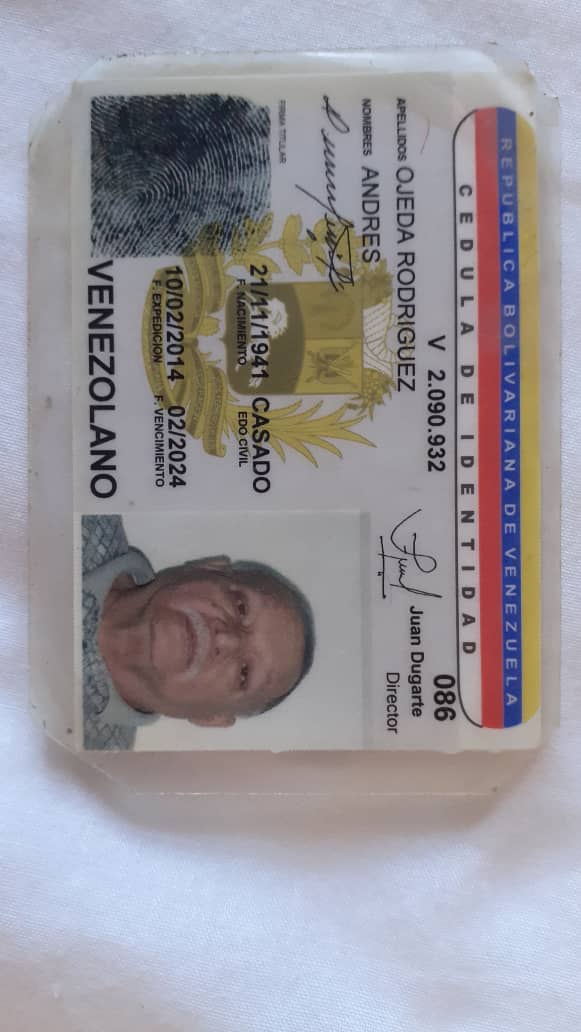 REPUBLICA BOLIVARIANA DE VENEZUELA
CEDULA DE IDENTIDAD
V 2.090.932
086
APELLIDOS OJEDA RODRIGUEZ
Juan Dugarte
Director
NOMBRES ANDRES
FIRMA TITULAR
21/11/1941 CASADO
F. NACIMIENTO EDO CIVIL
10/02/2014 02/2024
F. EXPEDICION F. VENCIMIENTO
VENEZOLANO